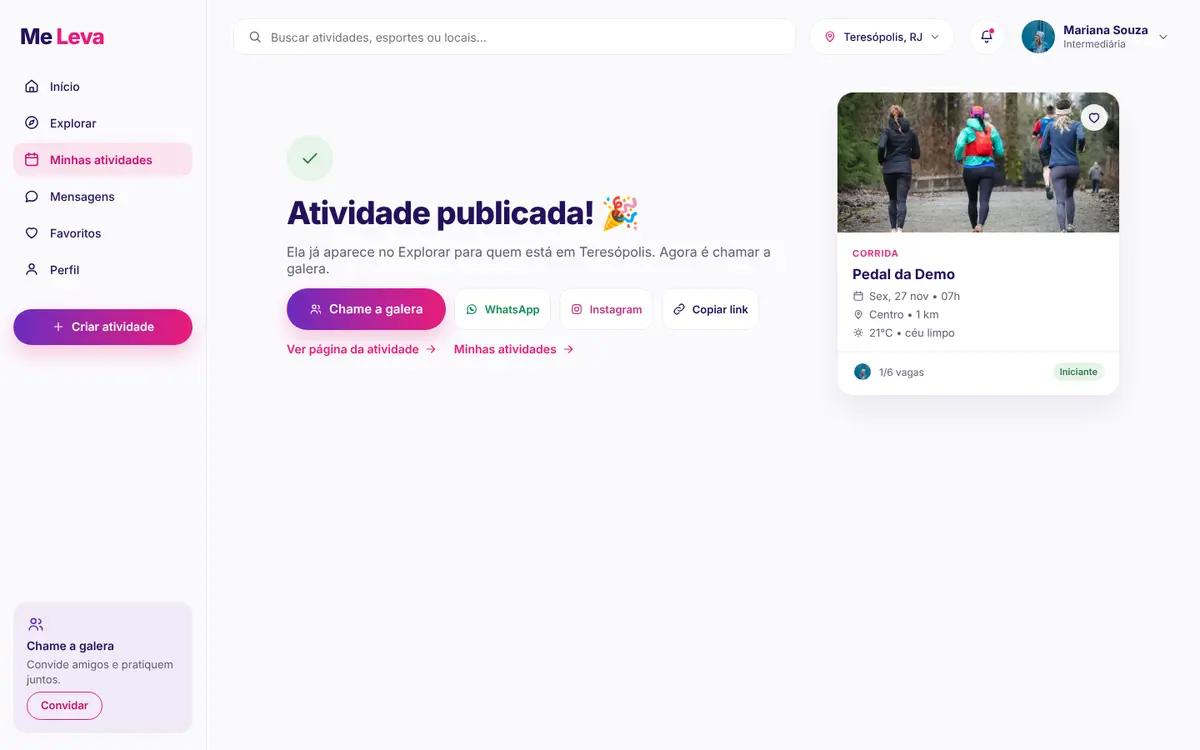 Me Leva
Buscar atividades, esportes ou locais...
Teresópolis, RJ
Mariana Souza
Intermediária
Início
Explorar
Minhas atividades
Mensagens
Favoritos
Perfil
+ Criar atividade
Atividade publicada! 🎉
Ela já aparece no Explorar para quem está em Teresópolis. Agora é chamar a
galera.
Chame a galera
WhatsApp
Instagram
Copiar link
Ver página da atividade →
Minhas atividades →
CORRIDA
Pedal da Demo
Sex, 27 nov • 07h
Centro • 1 km
21°C • céu limpo
1/6 vagas
Iniciante
Chame a galera
Convide amigos e pratiquem
juntos.
Convidar